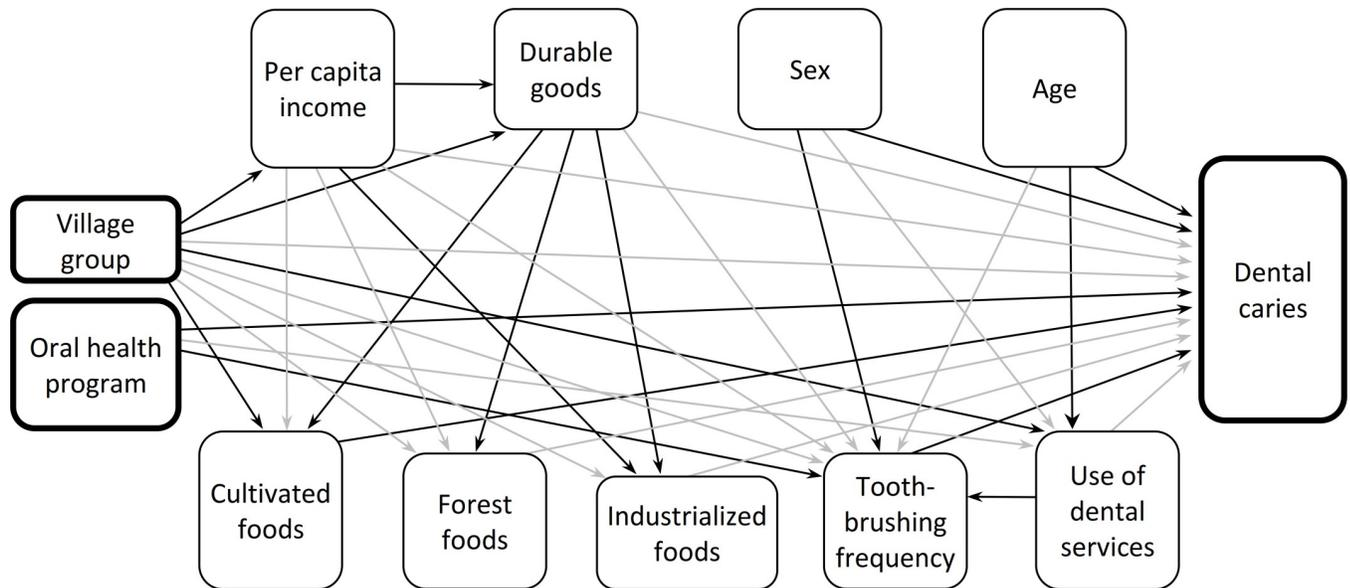 Per capita
income
Durable
goods
Sex
Age
Village
group
Oral health
program
Dental
caries
Cultivated
foods
Forest
foods
Industrialized
foods
Tooth-
brushing
frequency
Use of
dental
services